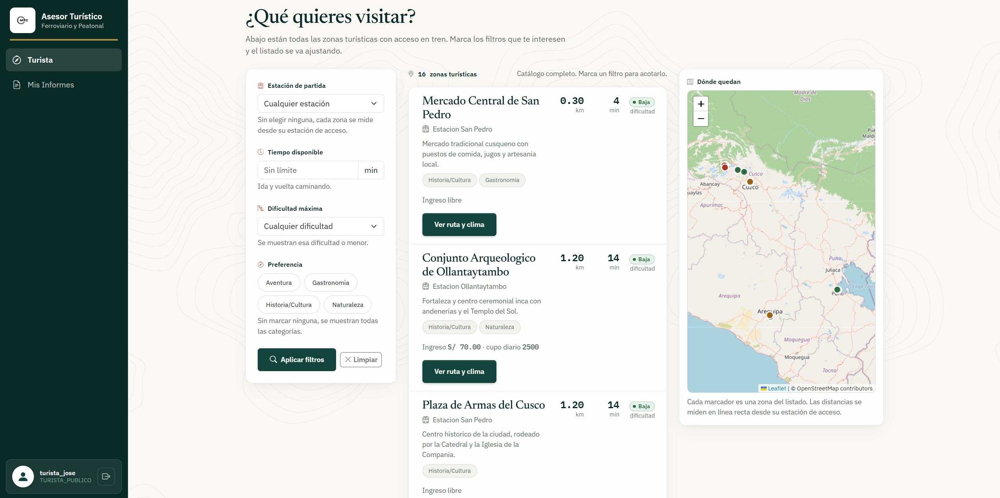 MTC
Asesor Turístico
Ferroviario y Peatonal
Turista
Mis Informes
turista_jose
TURISTA_PUBLICO
¿Qué quieres visitar?
Abajo están todas las zonas turísticas con acceso en tren. Marca los filtros que te interesen
y el listado se va ajustando.
Estación de partida
Cualquier estación
Sin elegir ninguna, cada zona se mide
desde su estación de acceso.
Tiempo disponible
Sin límite min
Ida y vuelta caminando.
Dificultad máxima
Cualquier dificultad
Se muestran esa dificultad o menor.
Preferencia
Aventura Gastronomia
Historia/Cultura Naturaleza
Sin marcar ninguna, se muestran todas
las categorías.
Aplicar filtros Limpiar
16 zonas turísticas Catálogo completo. Marca un filtro para acotarlo.
Mercado Central de San
Pedro
0.30 km
4 min
Baja
dificultad
Estacion San Pedro
Mercado tradicional cusqueno con
puestos de comida, jugos y artesania
local.
Historia/Cultura Gastronomia
Ingreso libre
Ver ruta y clima
Conjunto Arqueologico
de Ollantaytambo
1.20 km
14 min
Baja
dificultad
Estacion Ollantaytambo
Fortaleza y centro ceremonial inca con
andenerias y el Templo del Sol.
Historia/Cultura Naturaleza
Ingreso S/ 70.00 · cupo diario 2500
Ver ruta y clima
Plaza de Armas del Cusco
1.20 km
14 min
Baja
dificultad
Estacion San Pedro
Centro historico de la ciudad, rodeado
por la Catedral y la Iglesia de la
Compania.
Historia/Cultura
Ingreso libre
Dónde quedan
+
−
Madre de
Dios
Pue
Maldo
Cusco
Abancay
Cuzco
uaylas
Apurímac
Puno
Juliaca
Lago Titic
Puno
Arequipa
Arequipa
Moquegua
Moquegua
Tacna
Leaflet | © OpenStreetMap contributors
Cada marcador es una zona del listado. Las distancias se
miden en línea recta desde su estación de acceso.